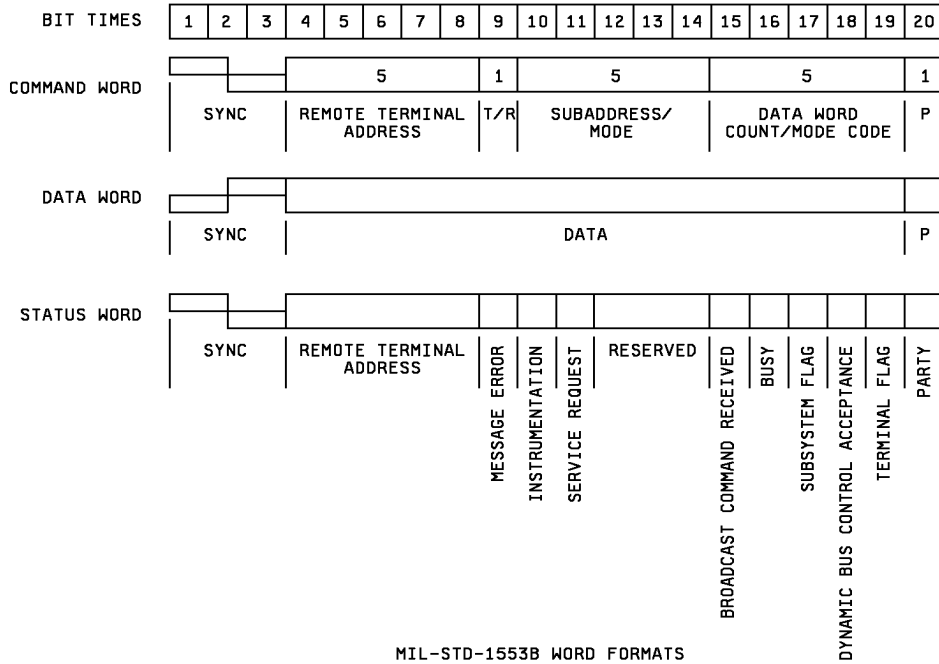 BIT TIMES 1 2 3 4 5 6 7 8 9 10 11 12 13 14 15 16 17 18 19 20
COMMAND WORD 5 1 5 5 1
SYNC REMOTE TERMINAL ADDRESS T/R SUBADDRESS/ MODE DATA WORD COUNT/MODE CODE P
DATA WORD
SYNC DATA P
STATUS WORD
SYNC REMOTE TERMINAL ADDRESS MESSAGE ERROR INSTRUMENTATION SERVICE REQUEST RESERVED BROADCAST COMMAND RECEIVED BUSY SUBSYSTEM FLAG DYNAMIC BUS CONTROL ACCEPTANCE TERMINAL FLAG PARTY
MIL-STD-1553B WORD FORMATS